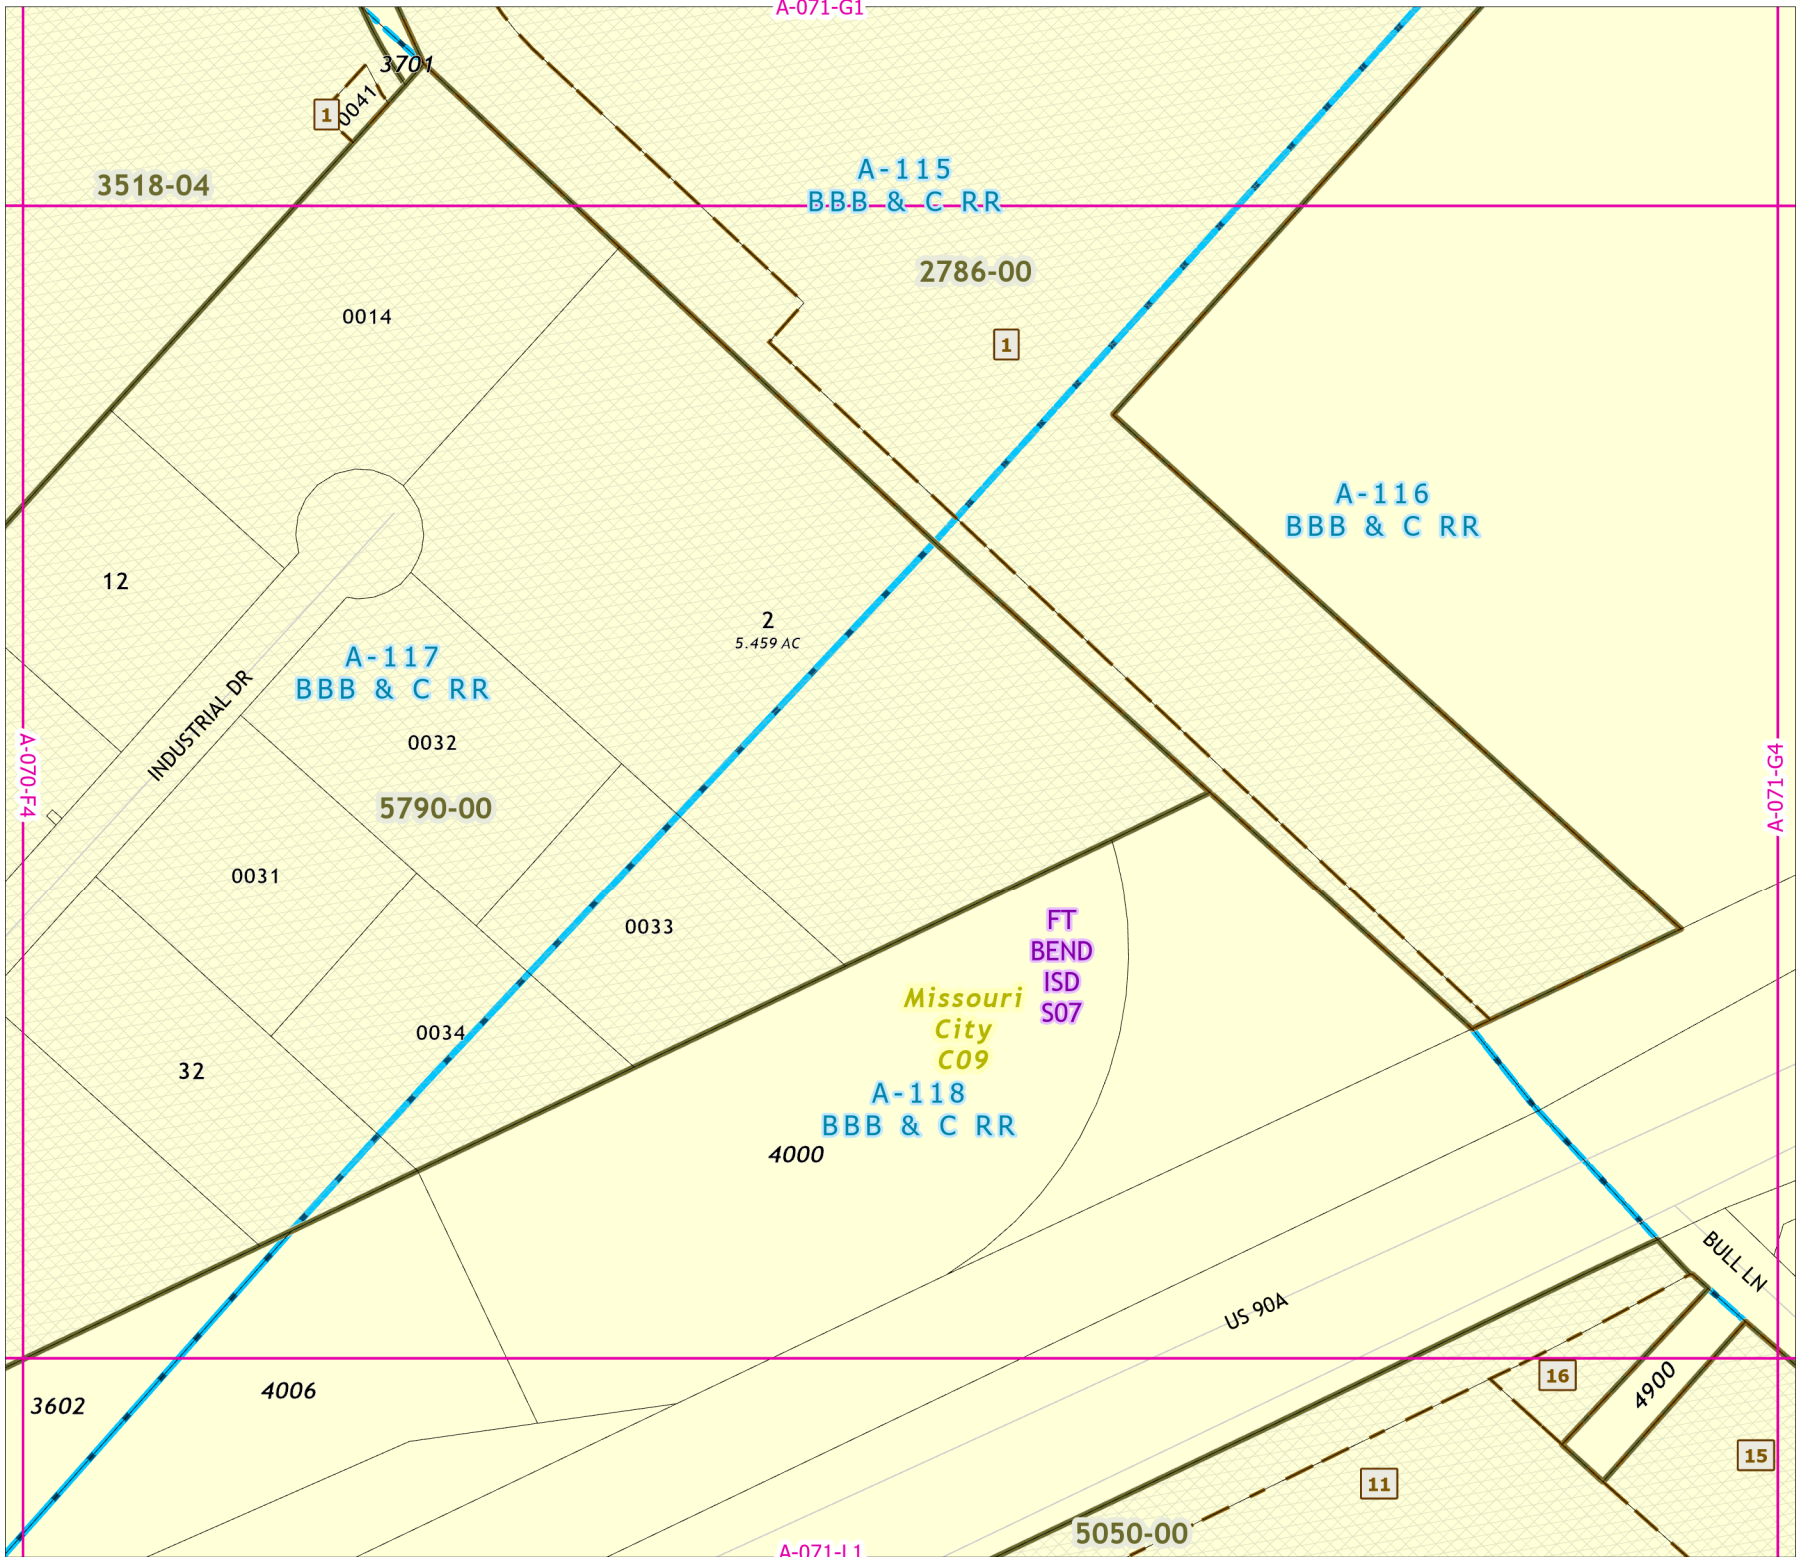 A-071-G1
3701
0041
1
A-115
BBB & C RR
3518-04
2786-00
0014
1
A-116
BBB & C RR
12
2
5.459 AC
A-117
BBB & C RR
INDUSTRIAL DR
0032
A-070-F4
A-071-G4
5790-00
0031
0033
FT
BEND
ISD
S07
Missouri
City
C09
0034
32
A-118
BBB & C RR
4000
BULL LN
US 90A
16
4900
4006
3602
15
11
5050-00
A-071-L1